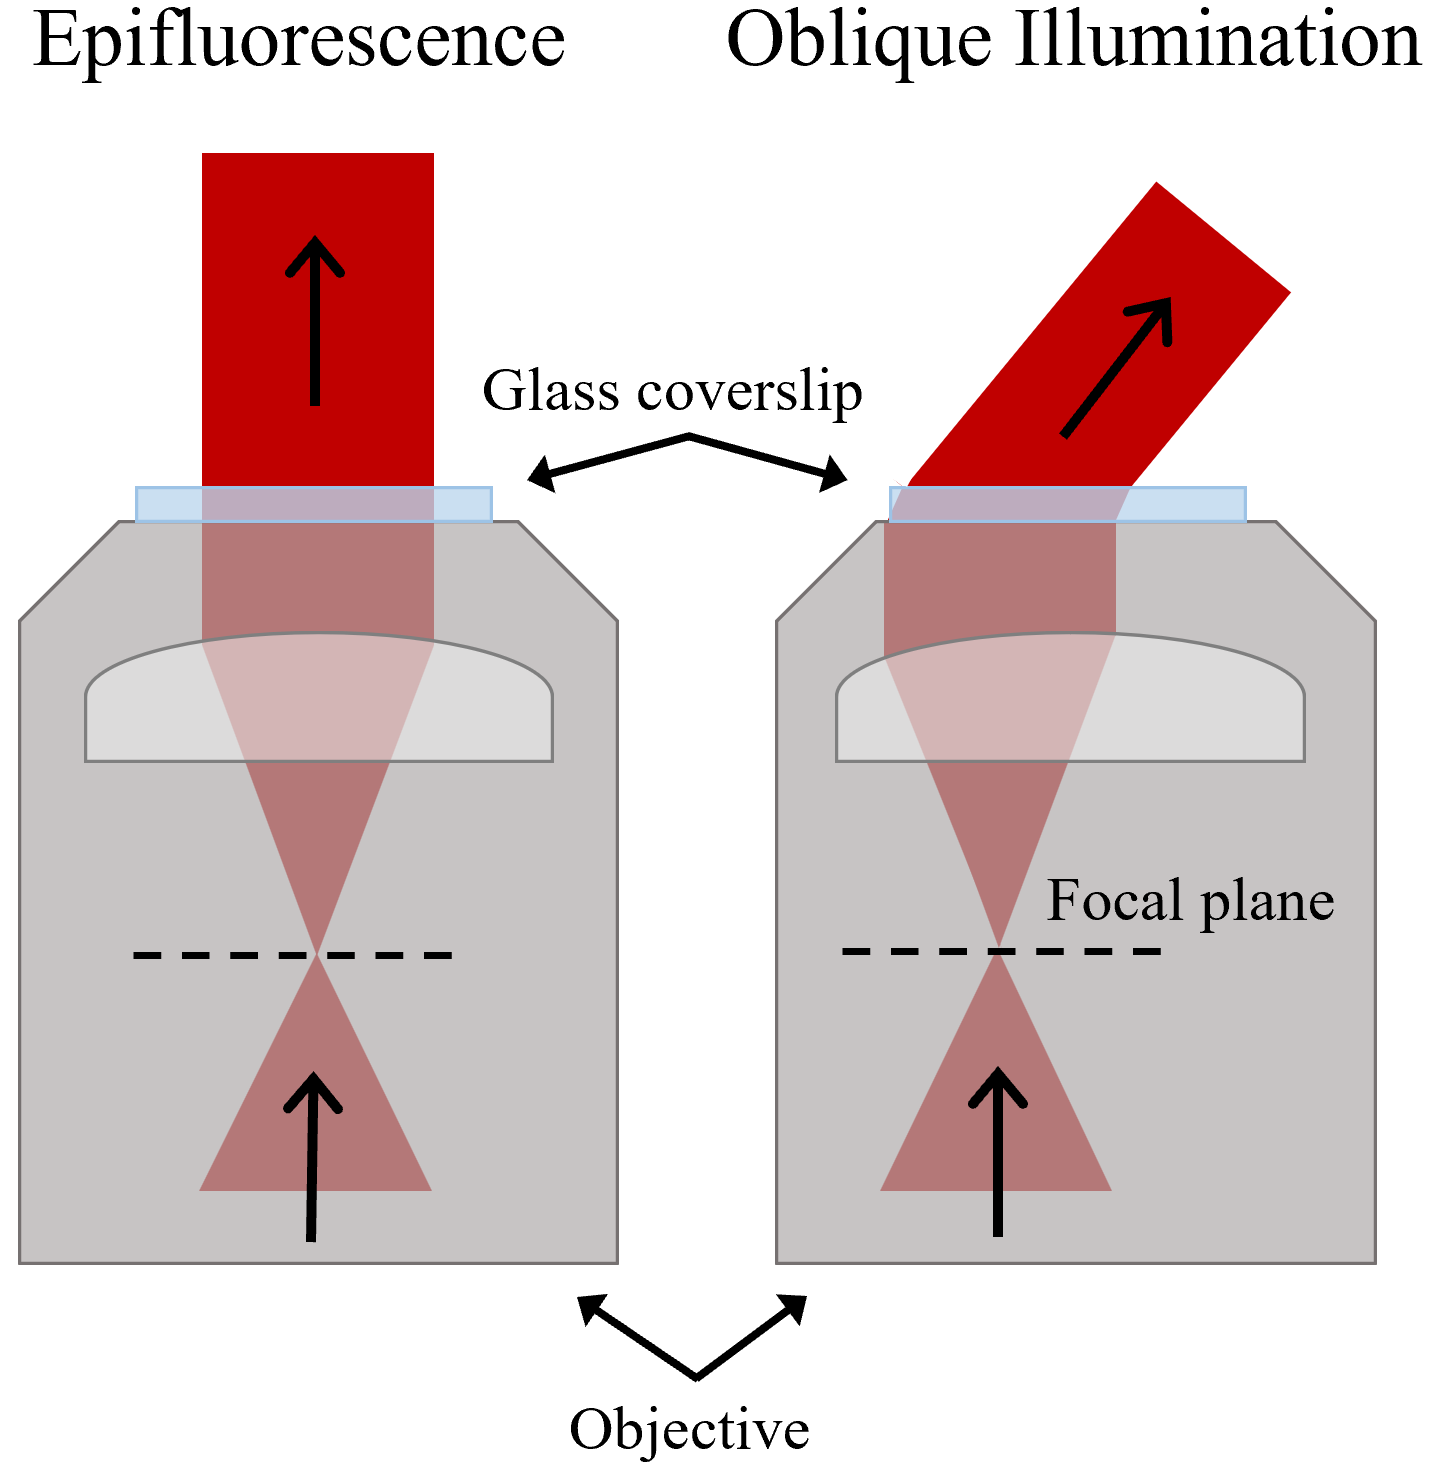 Epifluorescence
Oblique Illumination
Glass coverslip
Focal plane
Objective